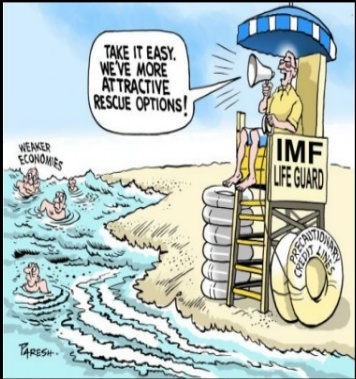 TAKE IT EASY.
WE'VE MORE
ATTRACTIVE
RESCUE OPTIONS!
WEAKER
ECONOMIES
IMF
LIFE GUARD
PRECAUTIONARY
CREDIT LINES
PARESH.